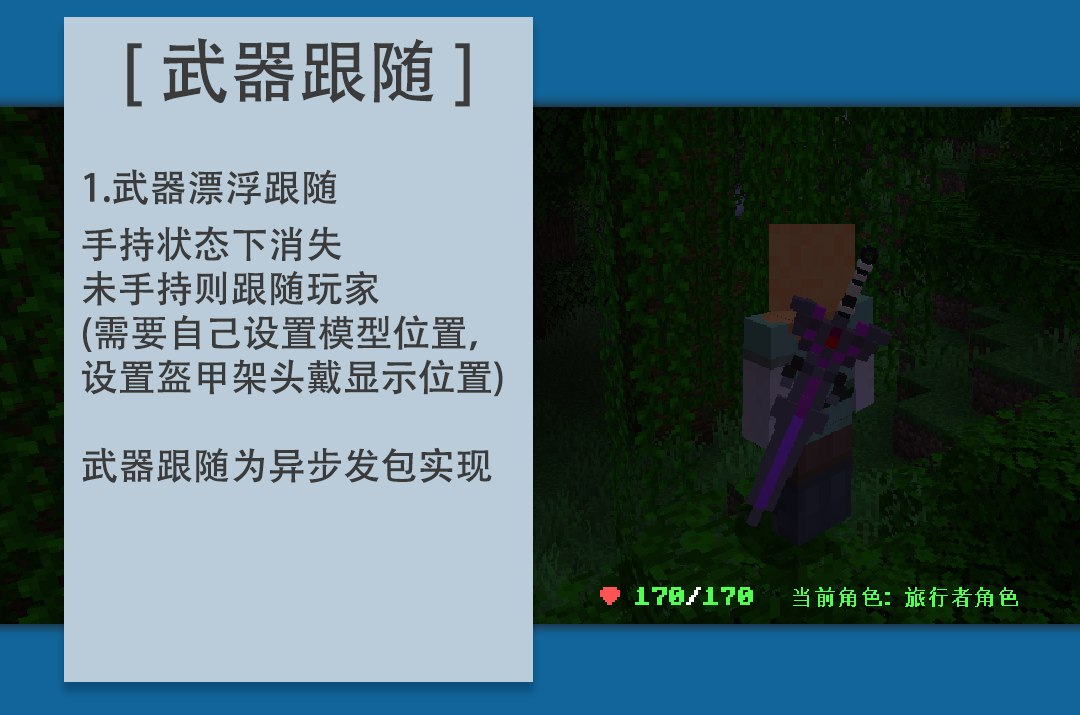 [ 武器跟随 ]
1.武器漂浮跟随
手持状态下消失
未手持则跟随玩家
(需要自己设置模型位置,
设置盔甲架头戴显示位置)
武器跟随为异步发包实现
170/170 当前角色: 旅行者角色